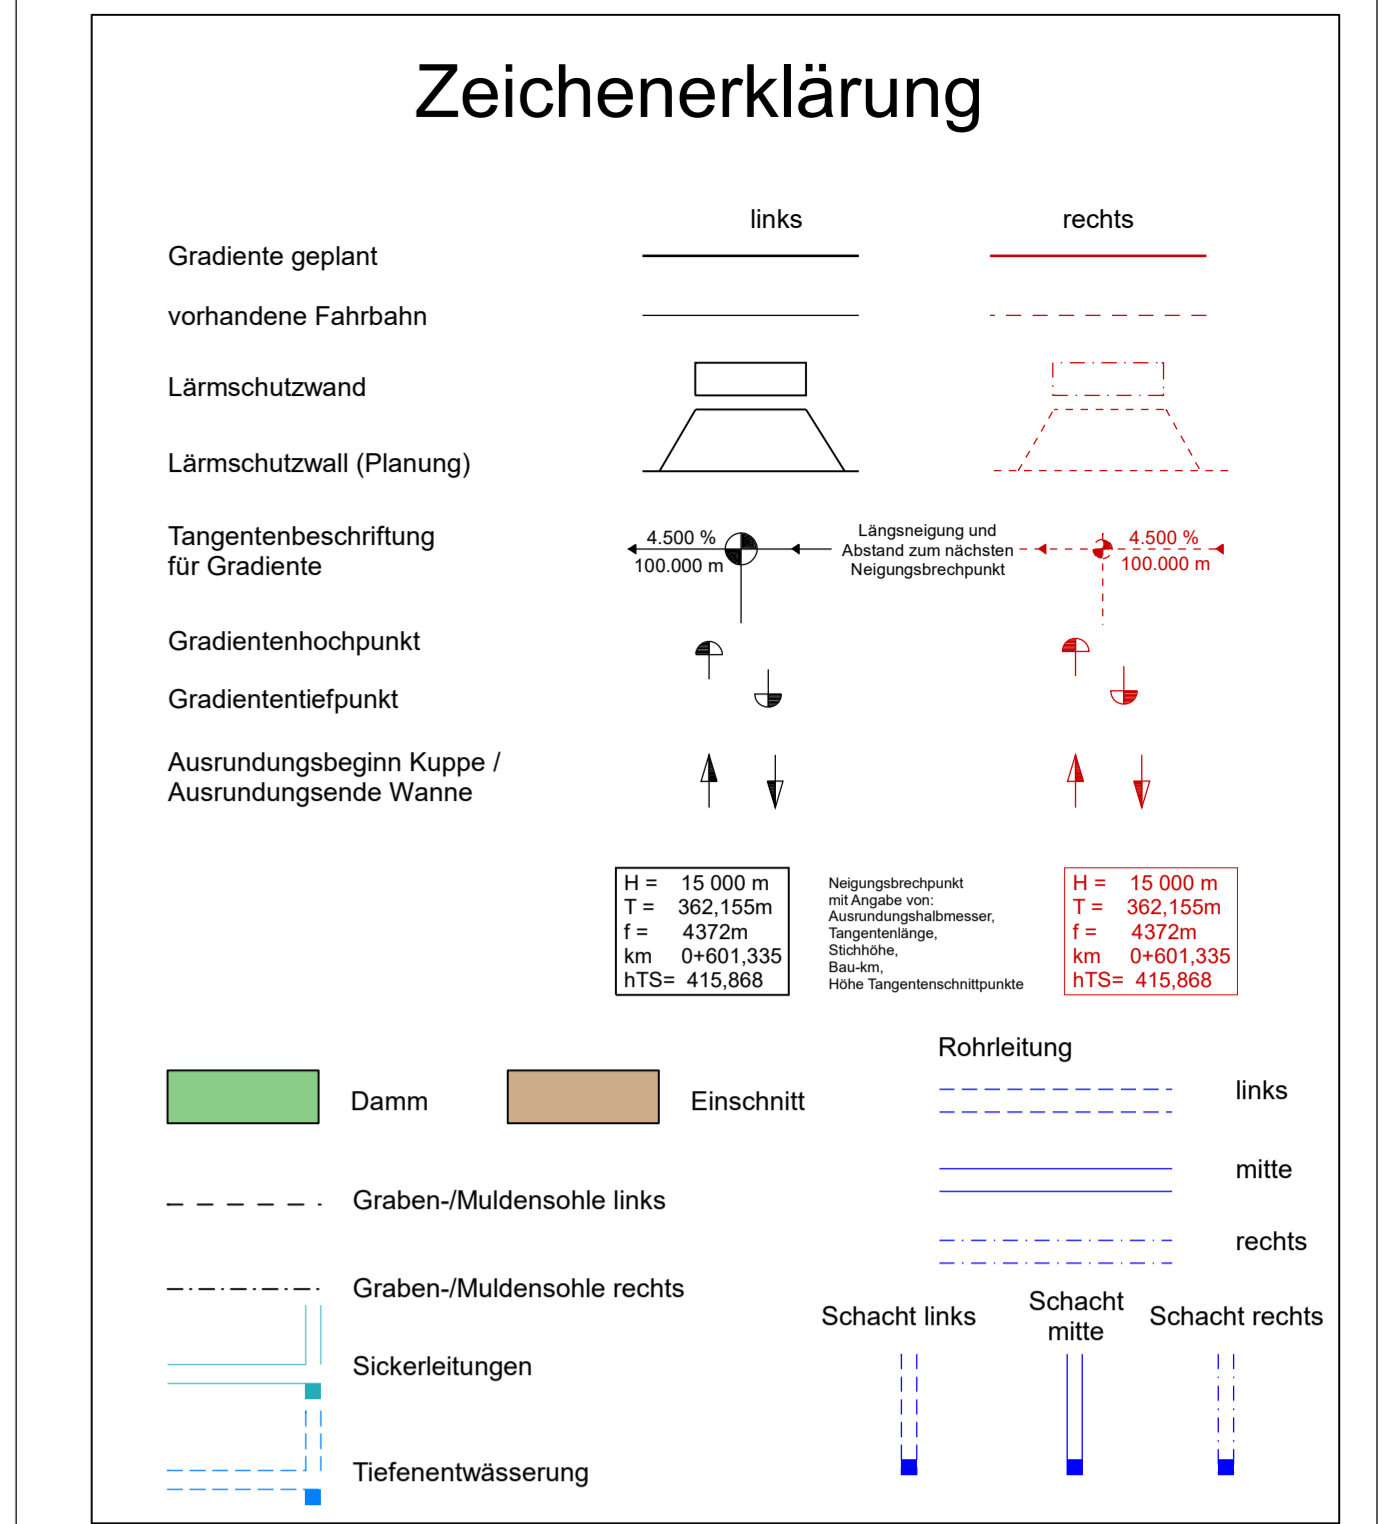 Zeichenerklärung
links
rechts
Gradiente geplant
vorhandene Fahrbahn
Lärmschutzwand
Lärmschutzwall (Planung)
Tangentenbeschriftung
für Gradiente
4.500 %
100.000 m
Längsneigung und
Abstand zum nächsten
Neigungsbrechpunkt
4.500 %
100.000 m
Gradientenhochpunkt
Gradiententiefpunkt
Ausrundungsbeginn Kuppe /
Ausrundungsende Wanne
H = 15 000 m
T = 362,155m
f = 4372m
km 0+601,335
hTS= 415,868
Neigungsbrechpunkt
mit Angabe von:
Ausrundungshalbmesser,
Tangentenlänge,
Stichhöhe,
Bau-km,
Höhe Tangentenschnittpunkte
H = 15 000 m
T = 362,155m
f = 4372m
km 0+601,335
hTS= 415,868
Damm
Einschnitt
Graben-/Muldensohle links
Graben-/Muldensohle rechts
Sickerleitungen
Tiefenentwässerung
Rohrleitung
links
mitte
rechts
Schacht links
Schacht
mitte
Schacht rechts